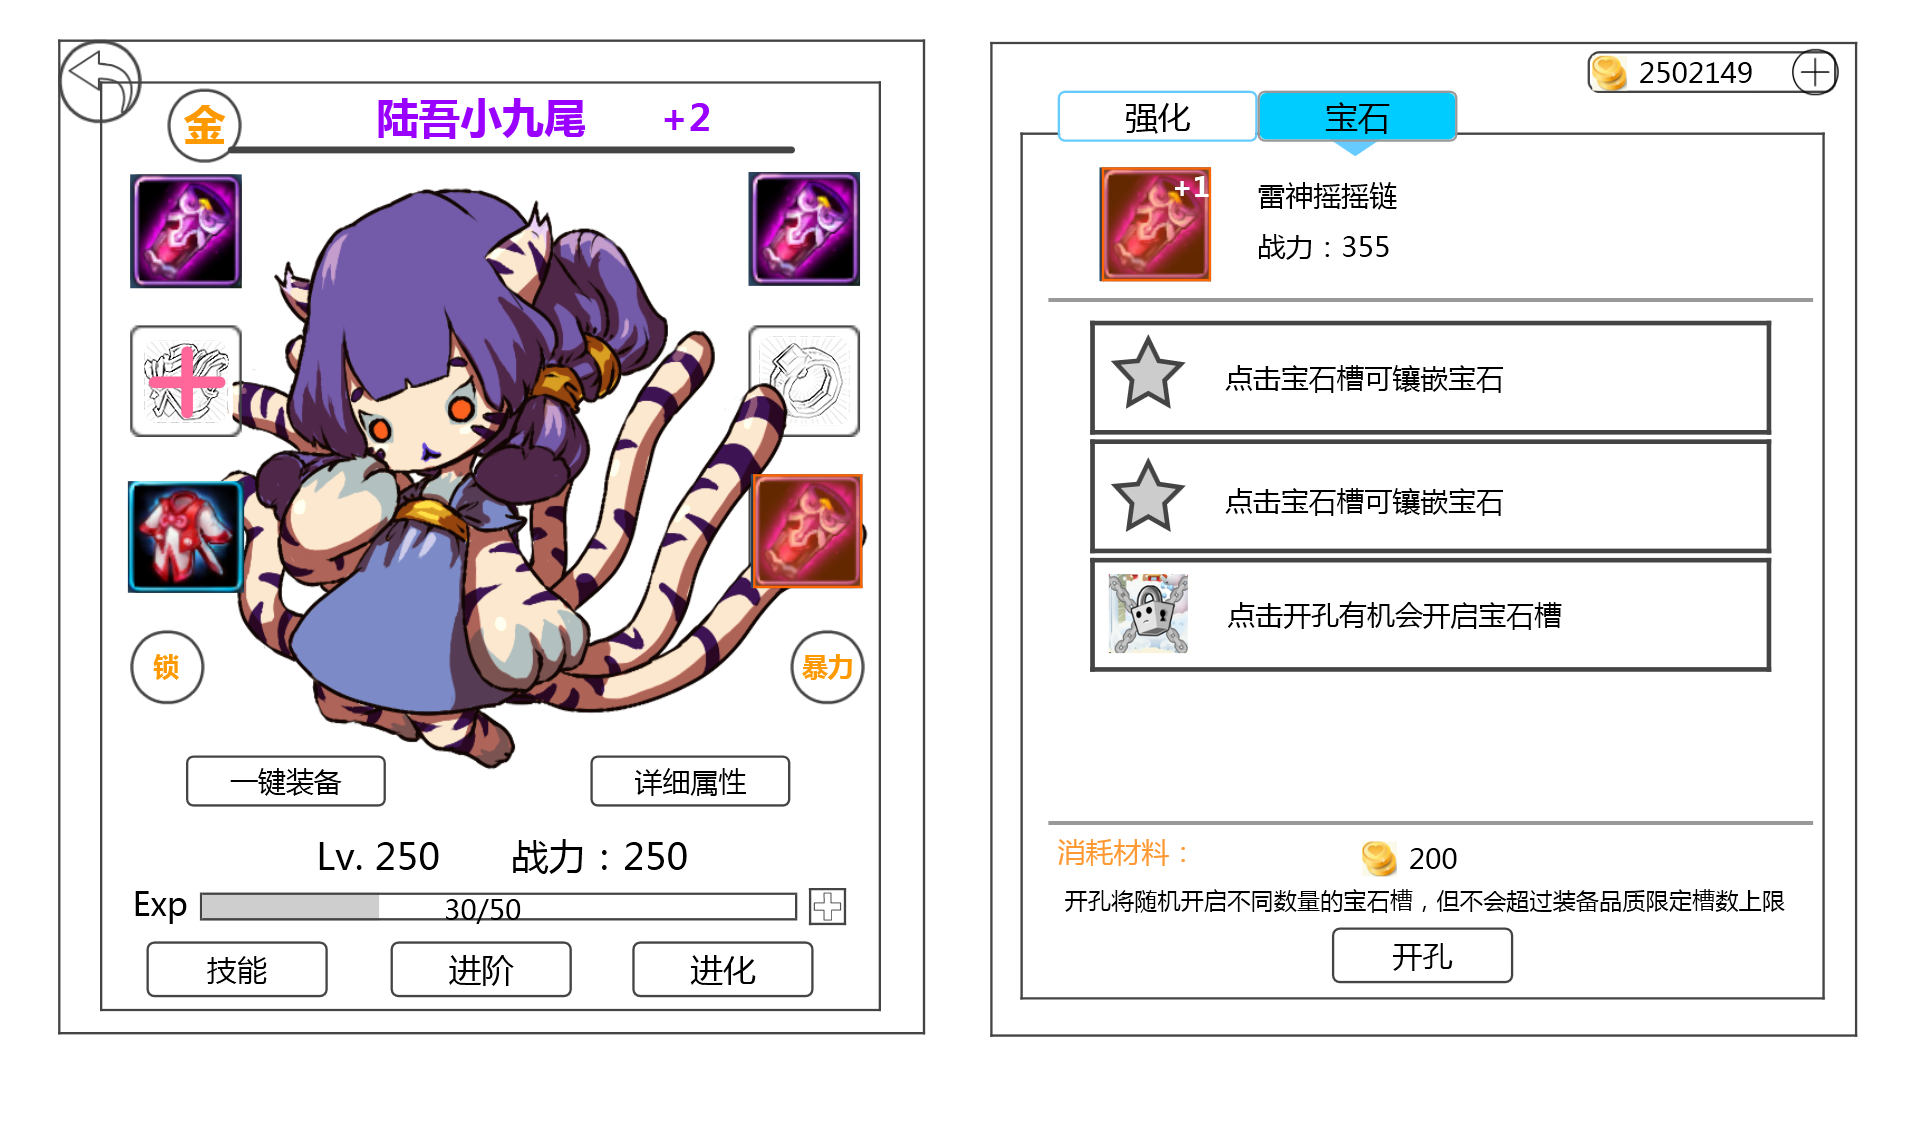 金
陆吾小九尾 +2
锁
暴力
一键装备
详细属性
Lv. 250 战力：250
Exp 30/50
技能
进阶
进化
2502149
强化
宝石
+1
雷神摇摇链
战力：355
点击宝石槽可镶嵌宝石
点击宝石槽可镶嵌宝石
点击开孔有机会开启宝石槽
消耗材料： 200
开孔将随机开启不同数量的宝石槽，但不会超过装备品质限定槽数上限
开孔